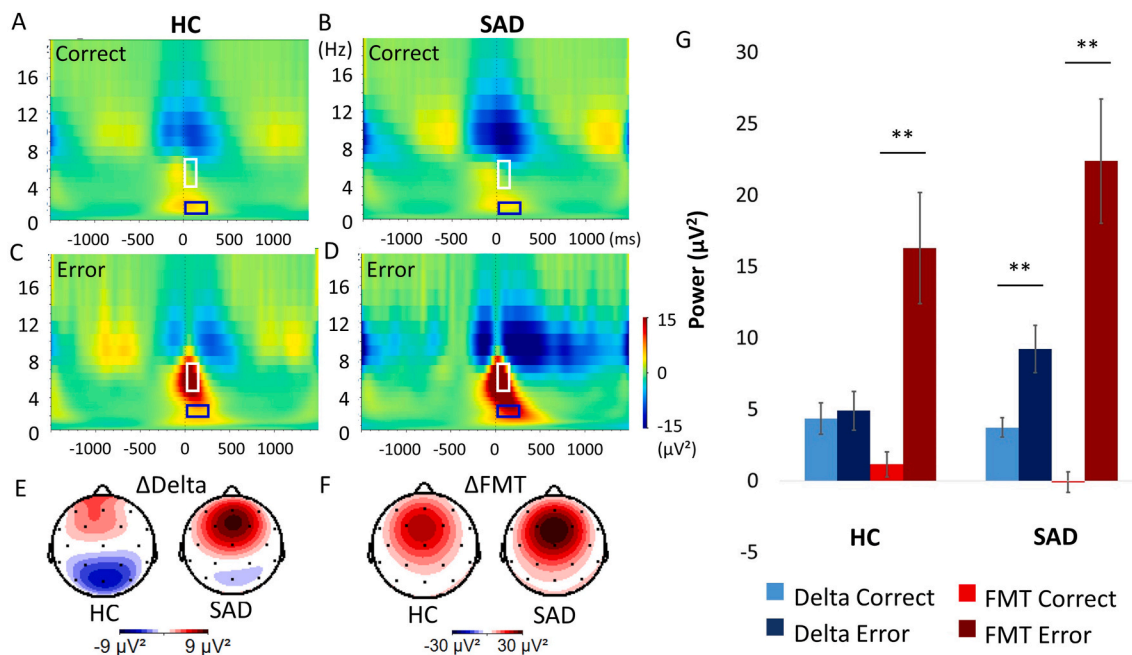 A
HC
B
SAD
(Hz)
Correct
Correct
16
12
8
4
0
16
12
8
4
0
-1000 -500 0 500 1000
-1000 -500 0 500 1000 (ms)
C
D
Error
Error
16
12
8
4
0
16
12
8
4
0
-1000 -500 0 500 1000
-1000 -500 0 500 1000
15
0
-15
(µV²)
E
ΔDelta
HC
SAD
-9 µV² 9 µV²
F
ΔFMT
HC
SAD
-30 µV² 30 µV²
G
Power (µV²)
30
25
20
15
10
5
0
-5
**
**
**
HC
SAD
Delta Correct
FMT Correct
Delta Error
FMT Error